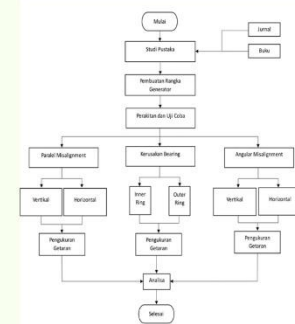 Mulai
Jurnal
Studi Pustaka
Buku
Pembuatan Rangka
Generator
Perakitan dan Uji Coba
Paralel Misalignment
Kerusakan Bearing
Angular Misalignment
Vertikal
Horizontal
Inner
Ring
Outer
Ring
Vertikal
Horizontal
Pengukuran
Getaran
Pengukuran
Getaran
Pengukuran
Getaran
Analisa
Selesai